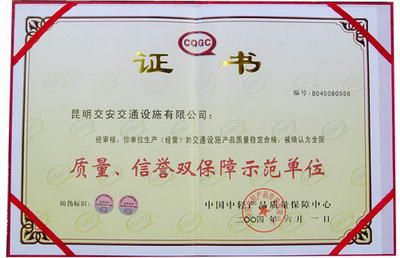 CQGC
证书
编号:B040080556
昆明交安交通设施有限公司:
经审核,你单位生产(经营)的交通设施产品质量稳定合格,被确认为全国
质量、信誉双保障示范单位
防伪标识:
中国中轻产品质量保障中心
二〇〇四年六月一日